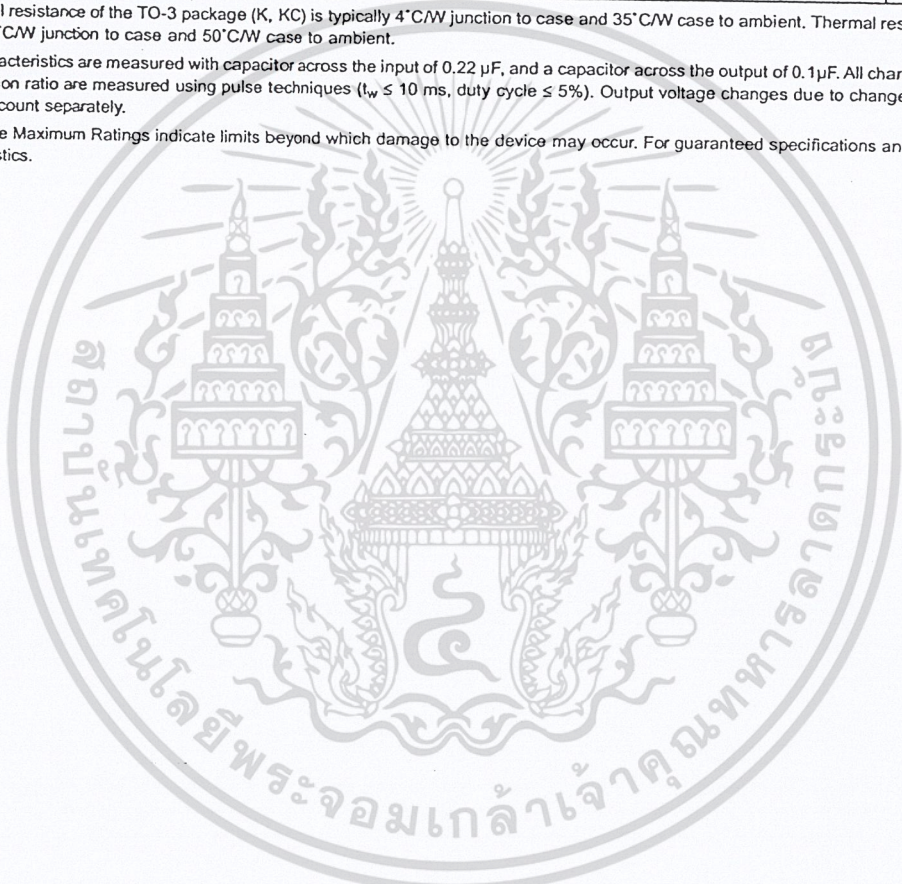 l resistance of the TO-3 package (K, KC) is typically 4°C/W junction to case and 35°C/W case to ambient. Thermal res
°C/W junction to case and 50°C/W case to ambient.
acteristics are measured with capacitor across the input of 0.22 µF, and a capacitor across the output of 0.1µF. All char
on ratio are measured using pulse techniques (tw ≤ 10 ms, duty cycle ≤ 5%). Output voltage changes due to change
count separately.
e Maximum Ratings indicate limits beyond which damage to the device may occur. For guaranteed specifications an
stics.
สถาบันเทคโนโลยีพระจอมเกล้าเจ้าคุณทหารลาดกระบัง